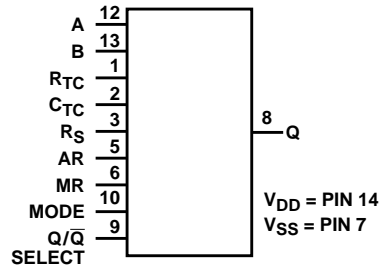 A 12
B 13
RTC 1
CTC 2
RS 3
AR 5
MR 6
MODE 10
Q/Q̅ 9
SELECT
8 Q
VDD = PIN 14
VSS = PIN 7